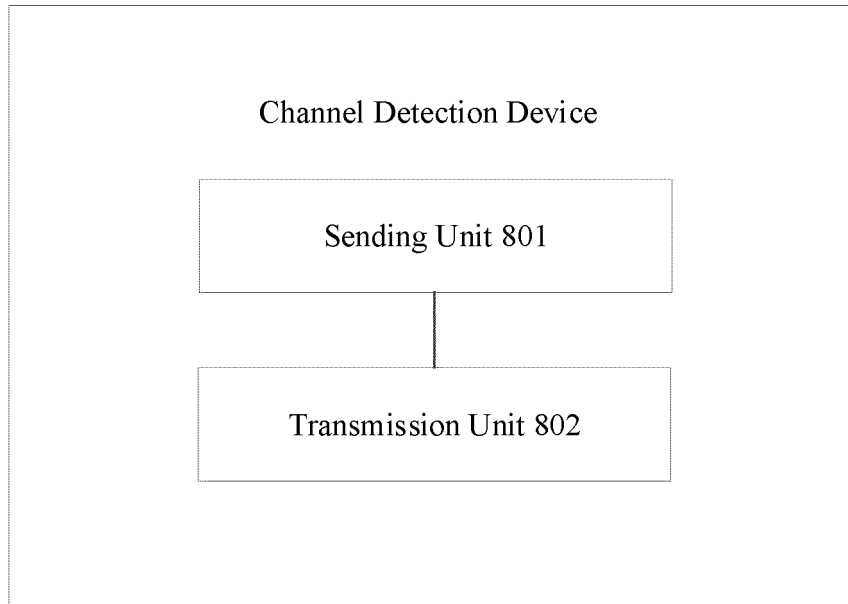 Channel Detection Device
Sending Unit 801
Transmission Unit 802